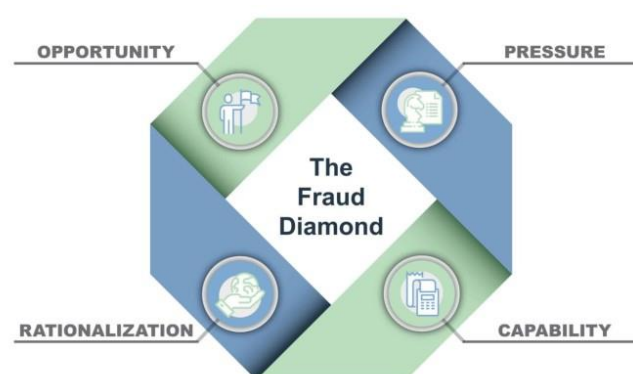 OPPORTUNITY
PRESSURE
The
Fraud
Diamond
RATIONALIZATION
CAPABILITY